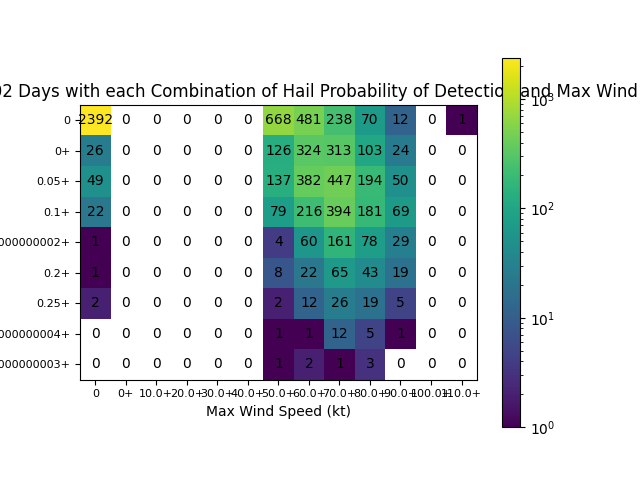 02 Days with each Combination of Hail Probability of Detection and Max Wind
0 2392 0 0 0 0 0 668 481 238 70 12 0 1
0+ 26 0 0 0 0 0 126 324 313 103 24 0 0
0.05+ 49 0 0 0 0 0 137 382 447 194 50 0 0
0.1+ 22 0 0 0 0 0 79 216 394 181 69 0 0
000000002+ 1 0 0 0 0 0 4 60 161 78 29 0 0
0.2+ 1 0 0 0 0 0 8 22 65 43 19 0 0
0.25+ 2 0 0 0 0 0 2 12 26 19 5 0 0
000000004+ 0 0 0 0 0 0 1 1 12 5 1 0 0
000000003+ 0 0 0 0 0 0 1 2 1 3 0 0 0
0 0+ 10.0+ 20.0+ 30.0+ 40.0+ 50.0+ 60.0+ 70.0+ 80.0+ 90.0+ 100.0+ 110.0+
Max Wind Speed (kt)
10³
10²
10¹
10⁰